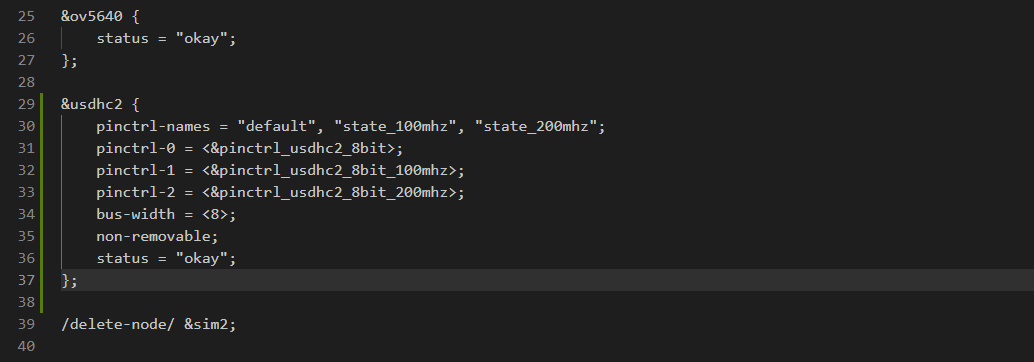 25 &ov5640 {
26     status = "okay";
27 };
28
29 &usdhc2 {
30     pinctrl-names = "default", "state_100mhz", "state_200mhz";
31     pinctrl-0 = <&pinctrl_usdhc2_8bit>;
32     pinctrl-1 = <&pinctrl_usdhc2_8bit_100mhz>;
33     pinctrl-2 = <&pinctrl_usdhc2_8bit_200mhz>;
34     bus-width = <8>;
35     non-removable;
36     status = "okay";
37 };
38
39 /delete-node/ &sim2;
40